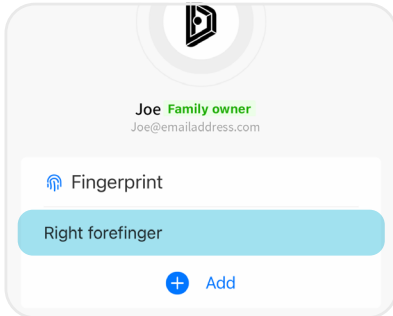 Joe Family owner
Joe@emailaddress.com
Fingerprint
Right forefinger
Add